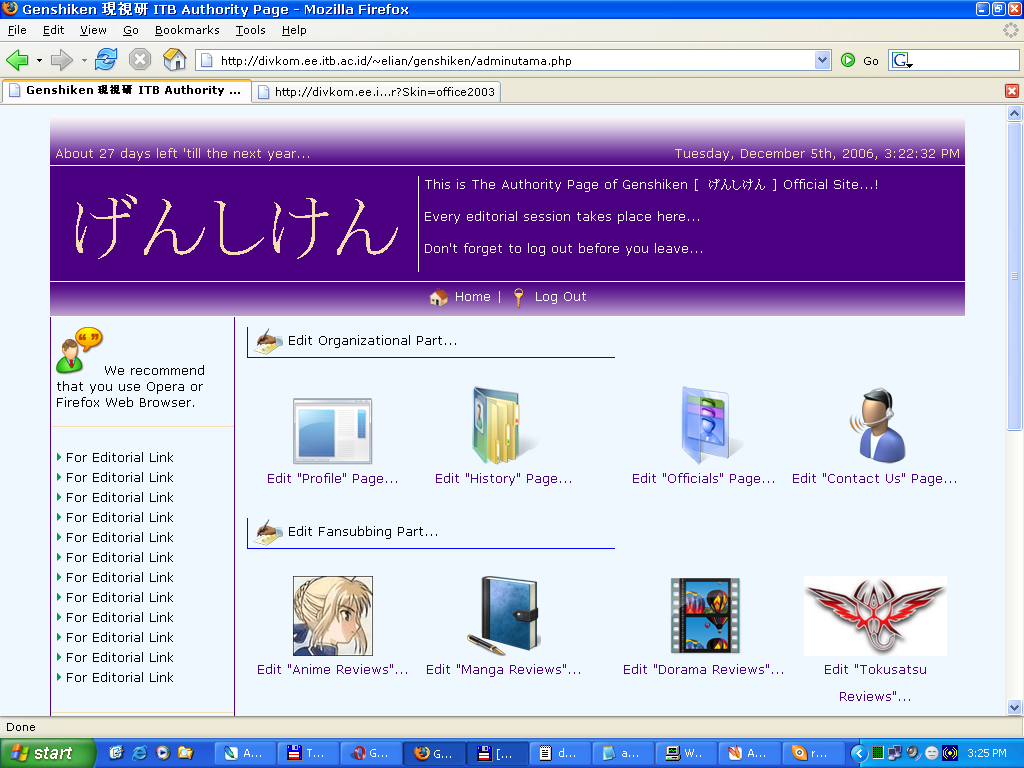 Genshiken 現視研 ITB Authority Page - Mozilla Firefox
File Edit View Go Bookmarks Tools Help
http://divkom.ee.itb.ac.id/~elian/genshiken/adminutama.php
Go
G
Genshiken 現視研 ITB Authority ...
http://divkom.ee.i...r?Skin=office2003
About 27 days left 'till the next year...
Tuesday, December 5th, 2006, 3:22:32 PM
げんしけん
This is The Authority Page of Genshiken [ げんしけん ] Official Site...!
Every editorial session takes place here...
Don't forget to log out before you leave...
Home | Log Out
We recommend
that you use Opera or
Firefox Web Browser.
For Editorial Link
For Editorial Link
For Editorial Link
For Editorial Link
For Editorial Link
For Editorial Link
For Editorial Link
For Editorial Link
For Editorial Link
For Editorial Link
For Editorial Link
For Editorial Link
Edit Organizational Part...
Edit "Profile" Page...
Edit "History" Page...
Edit "Officials" Page...
Edit "Contact Us" Page...
Edit Fansubbing Part...
Edit "Anime Reviews"...
Edit "Manga Reviews"...
Edit "Dorama Reviews"...
Edit "Tokusatsu
Reviews"...
Done
start
A...
T...
G...
G...
[...
d...
a...
W...
A...
r...
3:25 PM